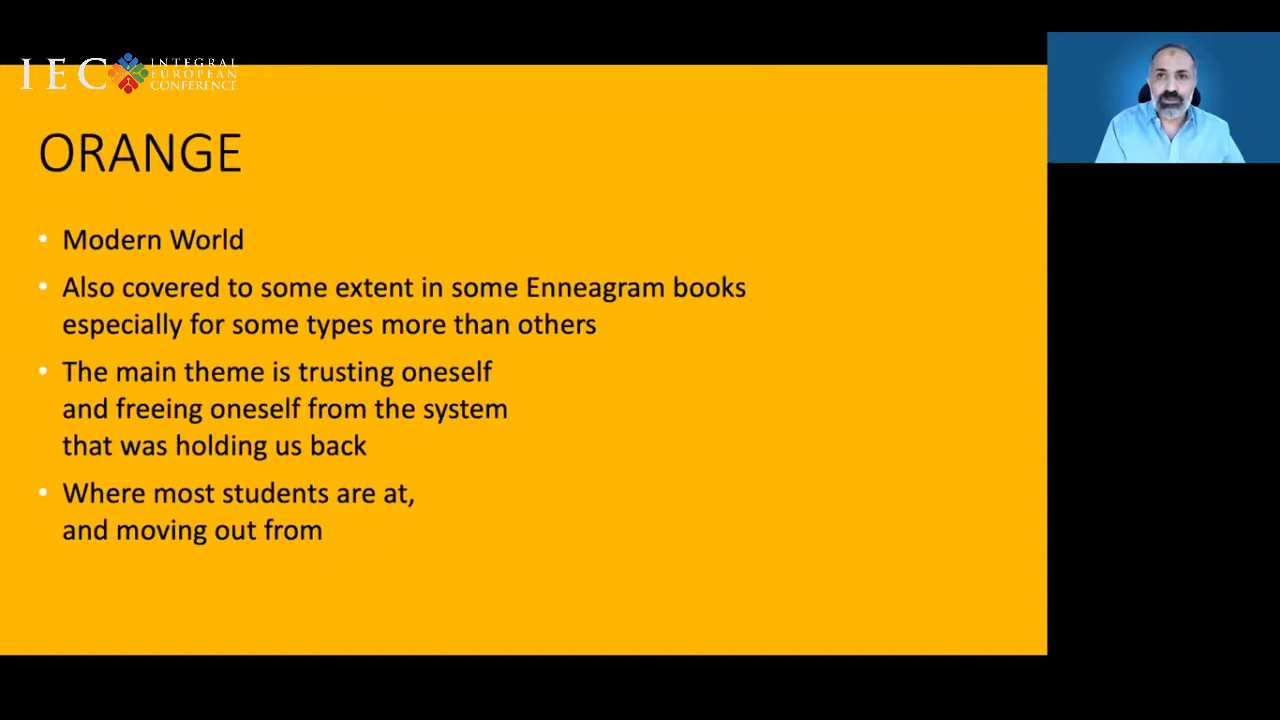 IEC INTEGRAL
EUROPEAN
CONFERENCE
ORANGE
• Modern World
• Also covered to some extent in some Enneagram books
especially for some types more than others
• The main theme is trusting oneself
and freeing oneself from the system
that was holding us back
• Where most students are at,
and moving out from